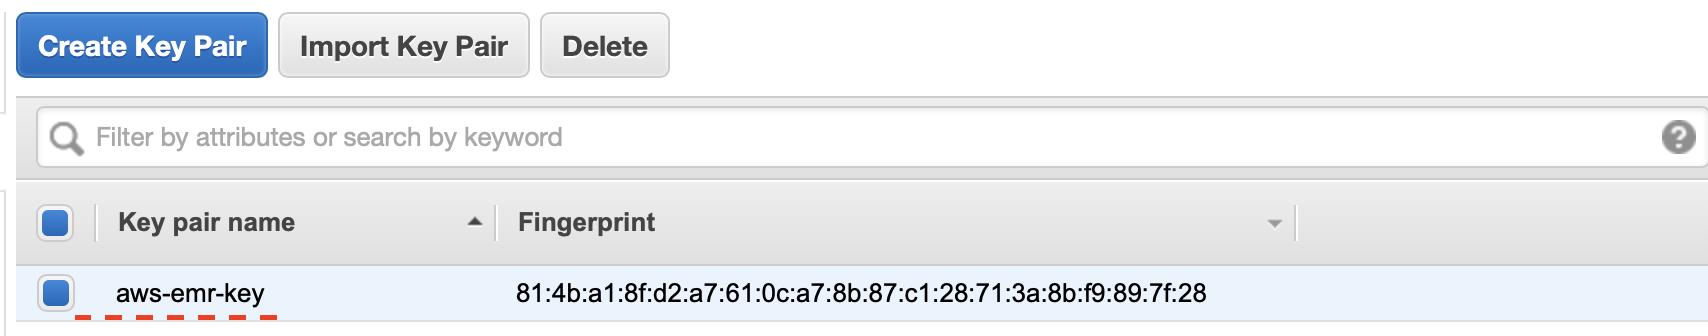 Create Key Pair Import Key Pair Delete
Filter by attributes or search by keyword ?
Key pair name Fingerprint
aws-emr-key 81:4b:a1:8f:d2:a7:61:0c:a7:8b:87:c1:28:71:3a:8b:f9:89:7f:28